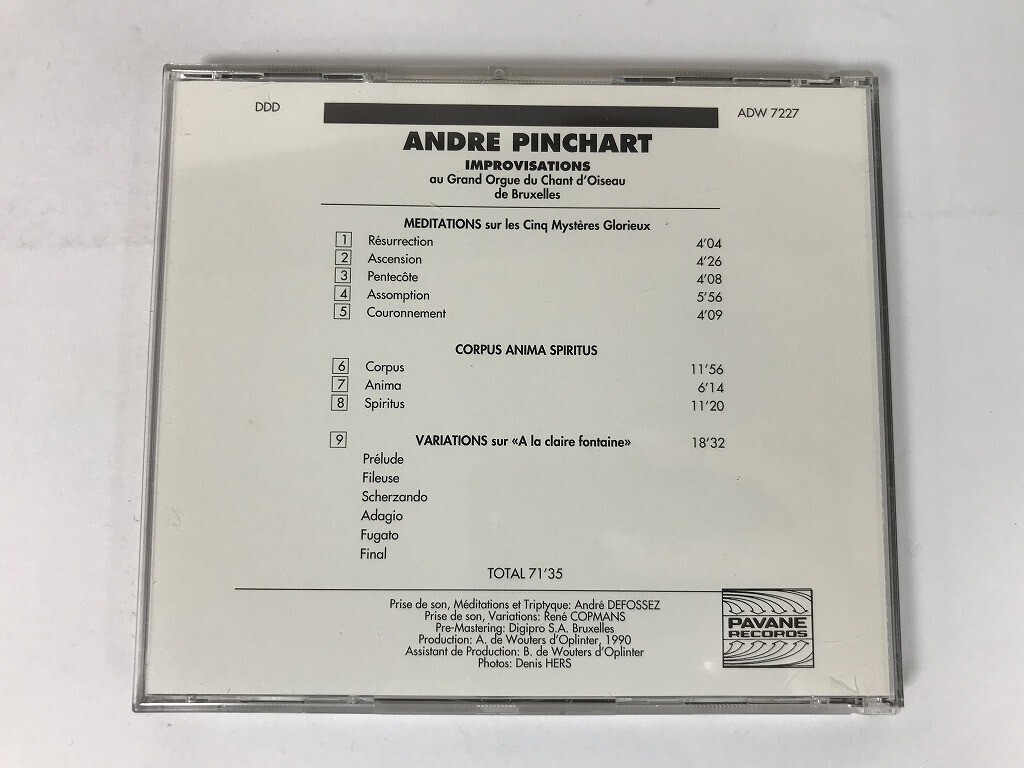 DDD
ADW 7227
ANDRE PINCHART
IMPROVISATIONS
au Grand Orgue du Chant d'Oiseau
de Bruxelles
MEDITATIONS sur les Cinq Mystères Glorieux
1 Résurrection 4'04
2 Ascension 4'26
3 Pentecôte 4'08
4 Assomption 5'56
5 Couronnement 4'09
CORPUS ANIMA SPIRITUS
6 Corpus 11'56
7 Anima 6'14
8 Spiritus 11'20
9 VARIATIONS sur «A la claire fontaine» 18'32
Prélude
Fileuse
Scherzando
Adagio
Fugato
Final
TOTAL 71'35
Prise de son, Méditations et Triptyque: André DEFOSSEZ
Prise de son, Variations: René COPMANS
Pre-Mastering: Digipro S.A. Bruxelles
Production: A. de Wouters d'Oplinter, 1990
Assistant de Production: B. de Wouters d'Oplinter
Photos: Denis HERS
PAVANE
RECORDS